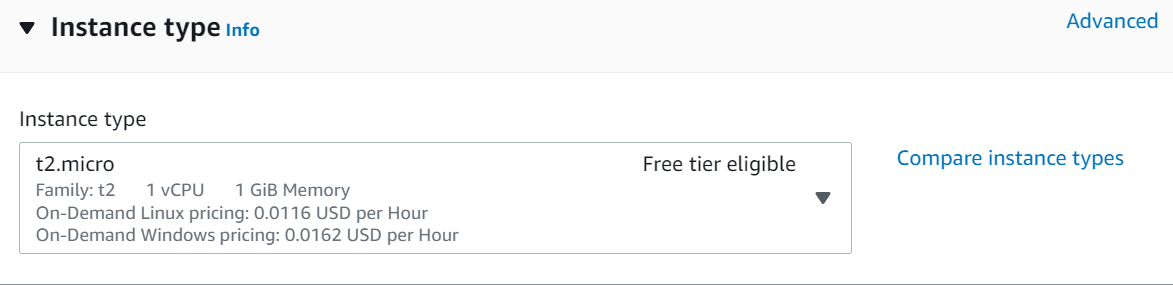 Instance type Info
Advanced
Instance type
t2.micro
Free tier eligible
Family: t2 1 vCPU 1 GiB Memory
On-Demand Linux pricing: 0.0116 USD per Hour
On-Demand Windows pricing: 0.0162 USD per Hour
Compare instance types